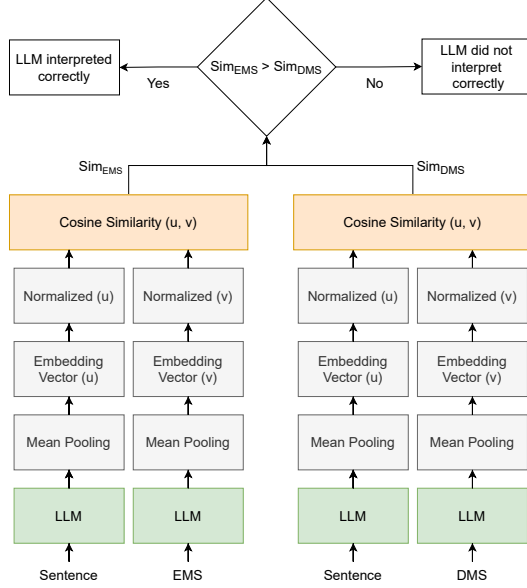 LLM interpreted
correctly
Yes
Sim_EMS > Sim_DMS
No
LLM did not
interpret
correctly
Sim_EMS
Sim_DMS
Cosine Similarity (u, v)
Cosine Similarity (u, v)
Normalized (u)
Normalized (v)
Normalized (u)
Normalized (v)
Embedding
Vector (u)
Embedding
Vector (v)
Embedding
Vector (u)
Embedding
Vector (v)
Mean Pooling
Mean Pooling
Mean Pooling
Mean Pooling
LLM
LLM
LLM
LLM
Sentence
EMS
Sentence
DMS